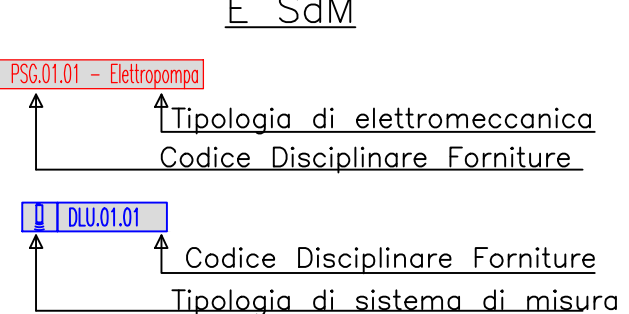 E SdM
PSG.01.01 - Elettropompa
Tipologia di elettromeccanica
Codice Disciplinare Forniture
DLU.01.01
Codice Disciplinare Forniture
Tipologia di sistema di misura